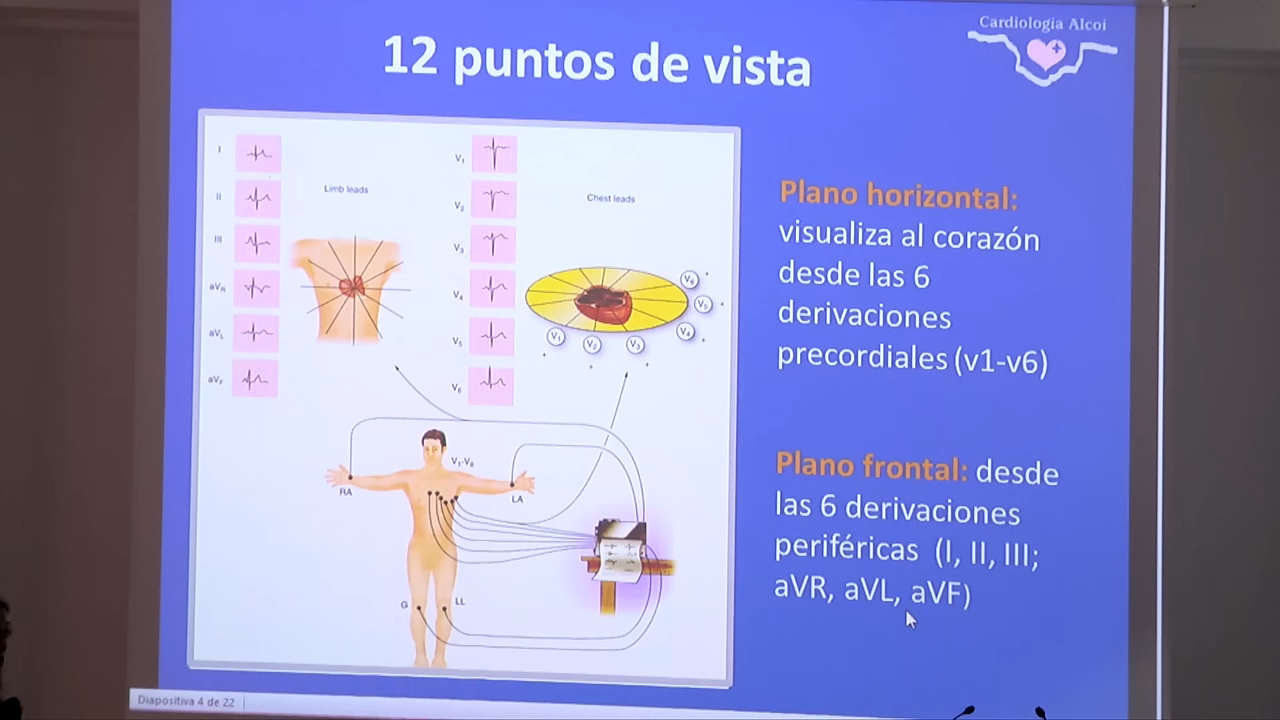 Cardiología Alcoi
12 puntos de vista
I
II
III
aVR
aVL
aVF
Limb leads
V1
V2
V3
V4
V5
V6
Chest leads
V6
V5
V4
V1
V2
V3
V1-V6
RA
LA
G
LL
Plano horizontal:
visualiza al corazón
desde las 6
derivaciones
precordiales (v1-v6)
Plano frontal: desde
las 6 derivaciones
periféricas (I, II, III;
aVR, aVL, aVF)
Diapositiva 4 de 22